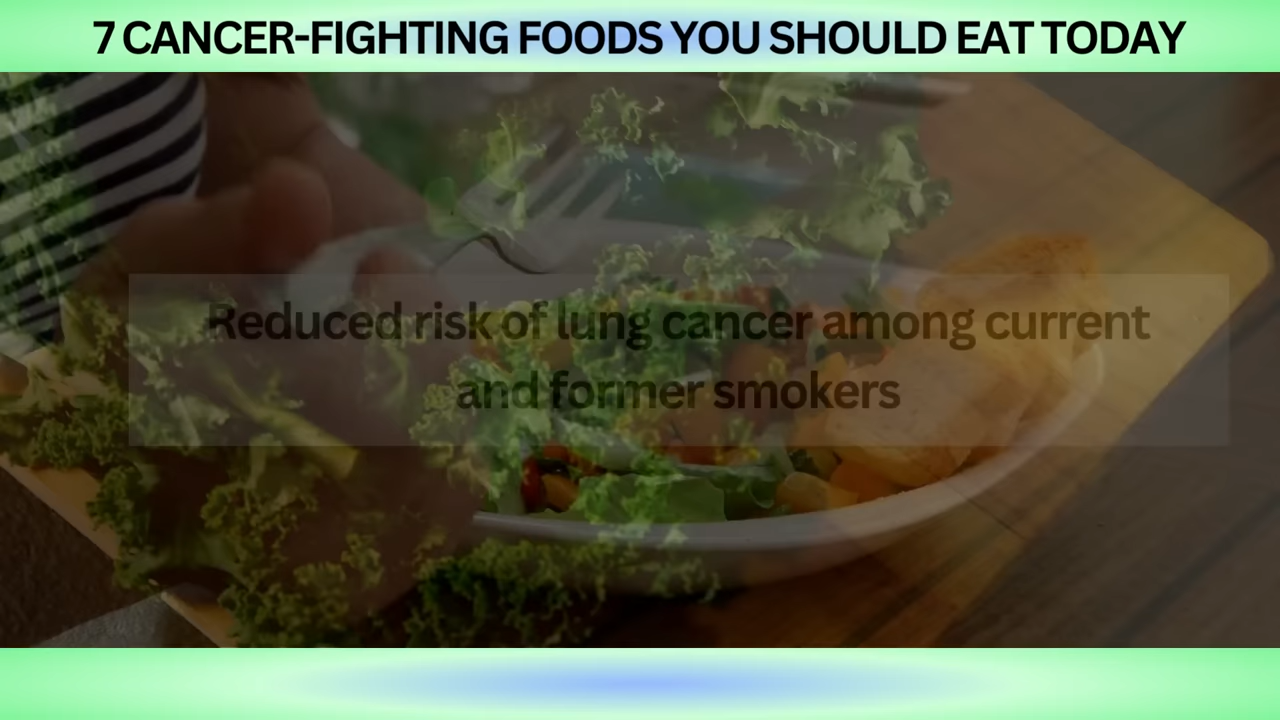 7 CANCER-FIGHTING FOODS YOU SHOULD EAT TODAY
Reduced risk of lung cancer among current
and former smokers